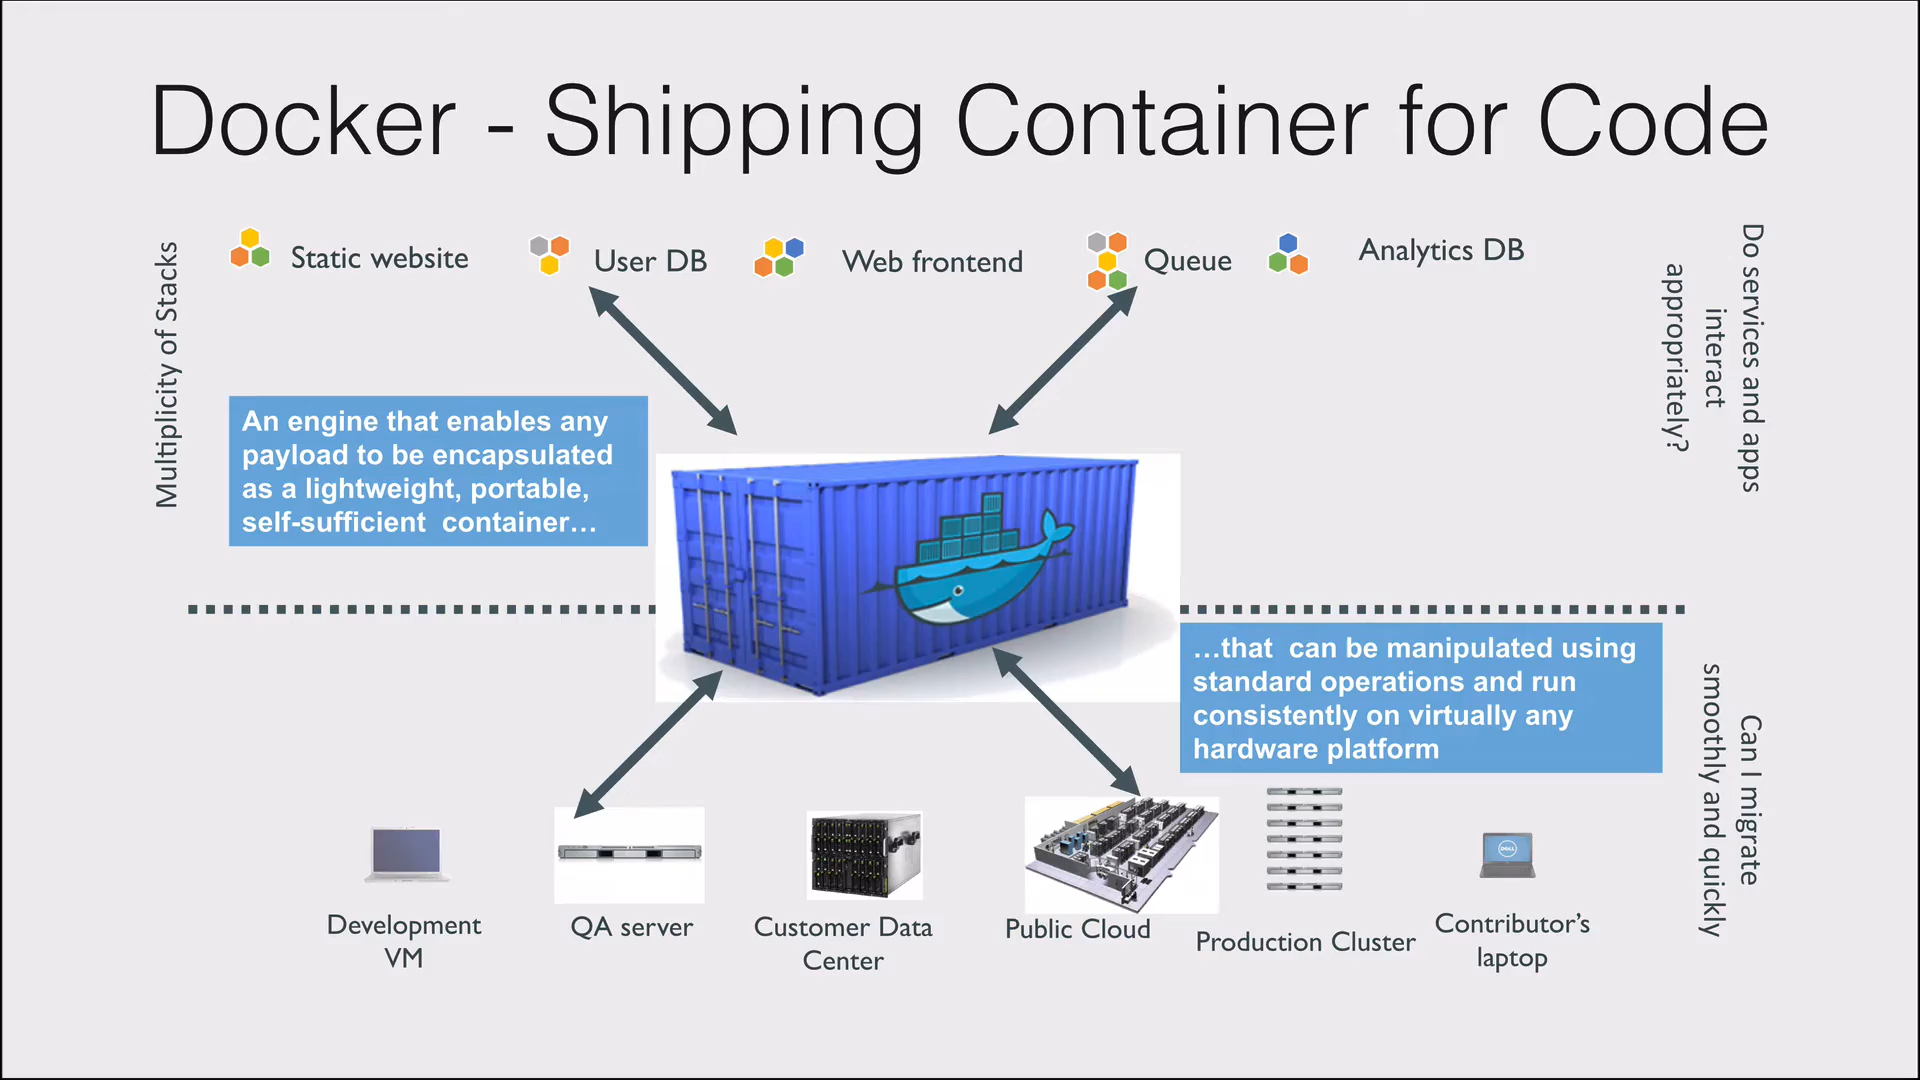 Docker - Shipping Container for Code
Multiplicity of Stacks
Static website
User DB
Web frontend
Queue
Analytics DB
Do services and apps
interact
appropriately?
An engine that enables any
payload to be encapsulated
as a lightweight, portable,
self-sufficient container…
…that can be manipulated using
standard operations and run
consistently on virtually any
hardware platform
Can I migrate
smoothly and quickly
DELL
Development
VM
QA server
Customer Data
Center
Public Cloud
Production Cluster
Contributor’s
laptop